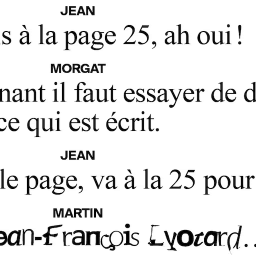 JEAN
s à la page 25, ah oui !
MORGAT
nant il faut essayer de d
ce qui est écrit.
JEAN
le page, va à la 25 pour
MARTIN
ean-François Lyotard…